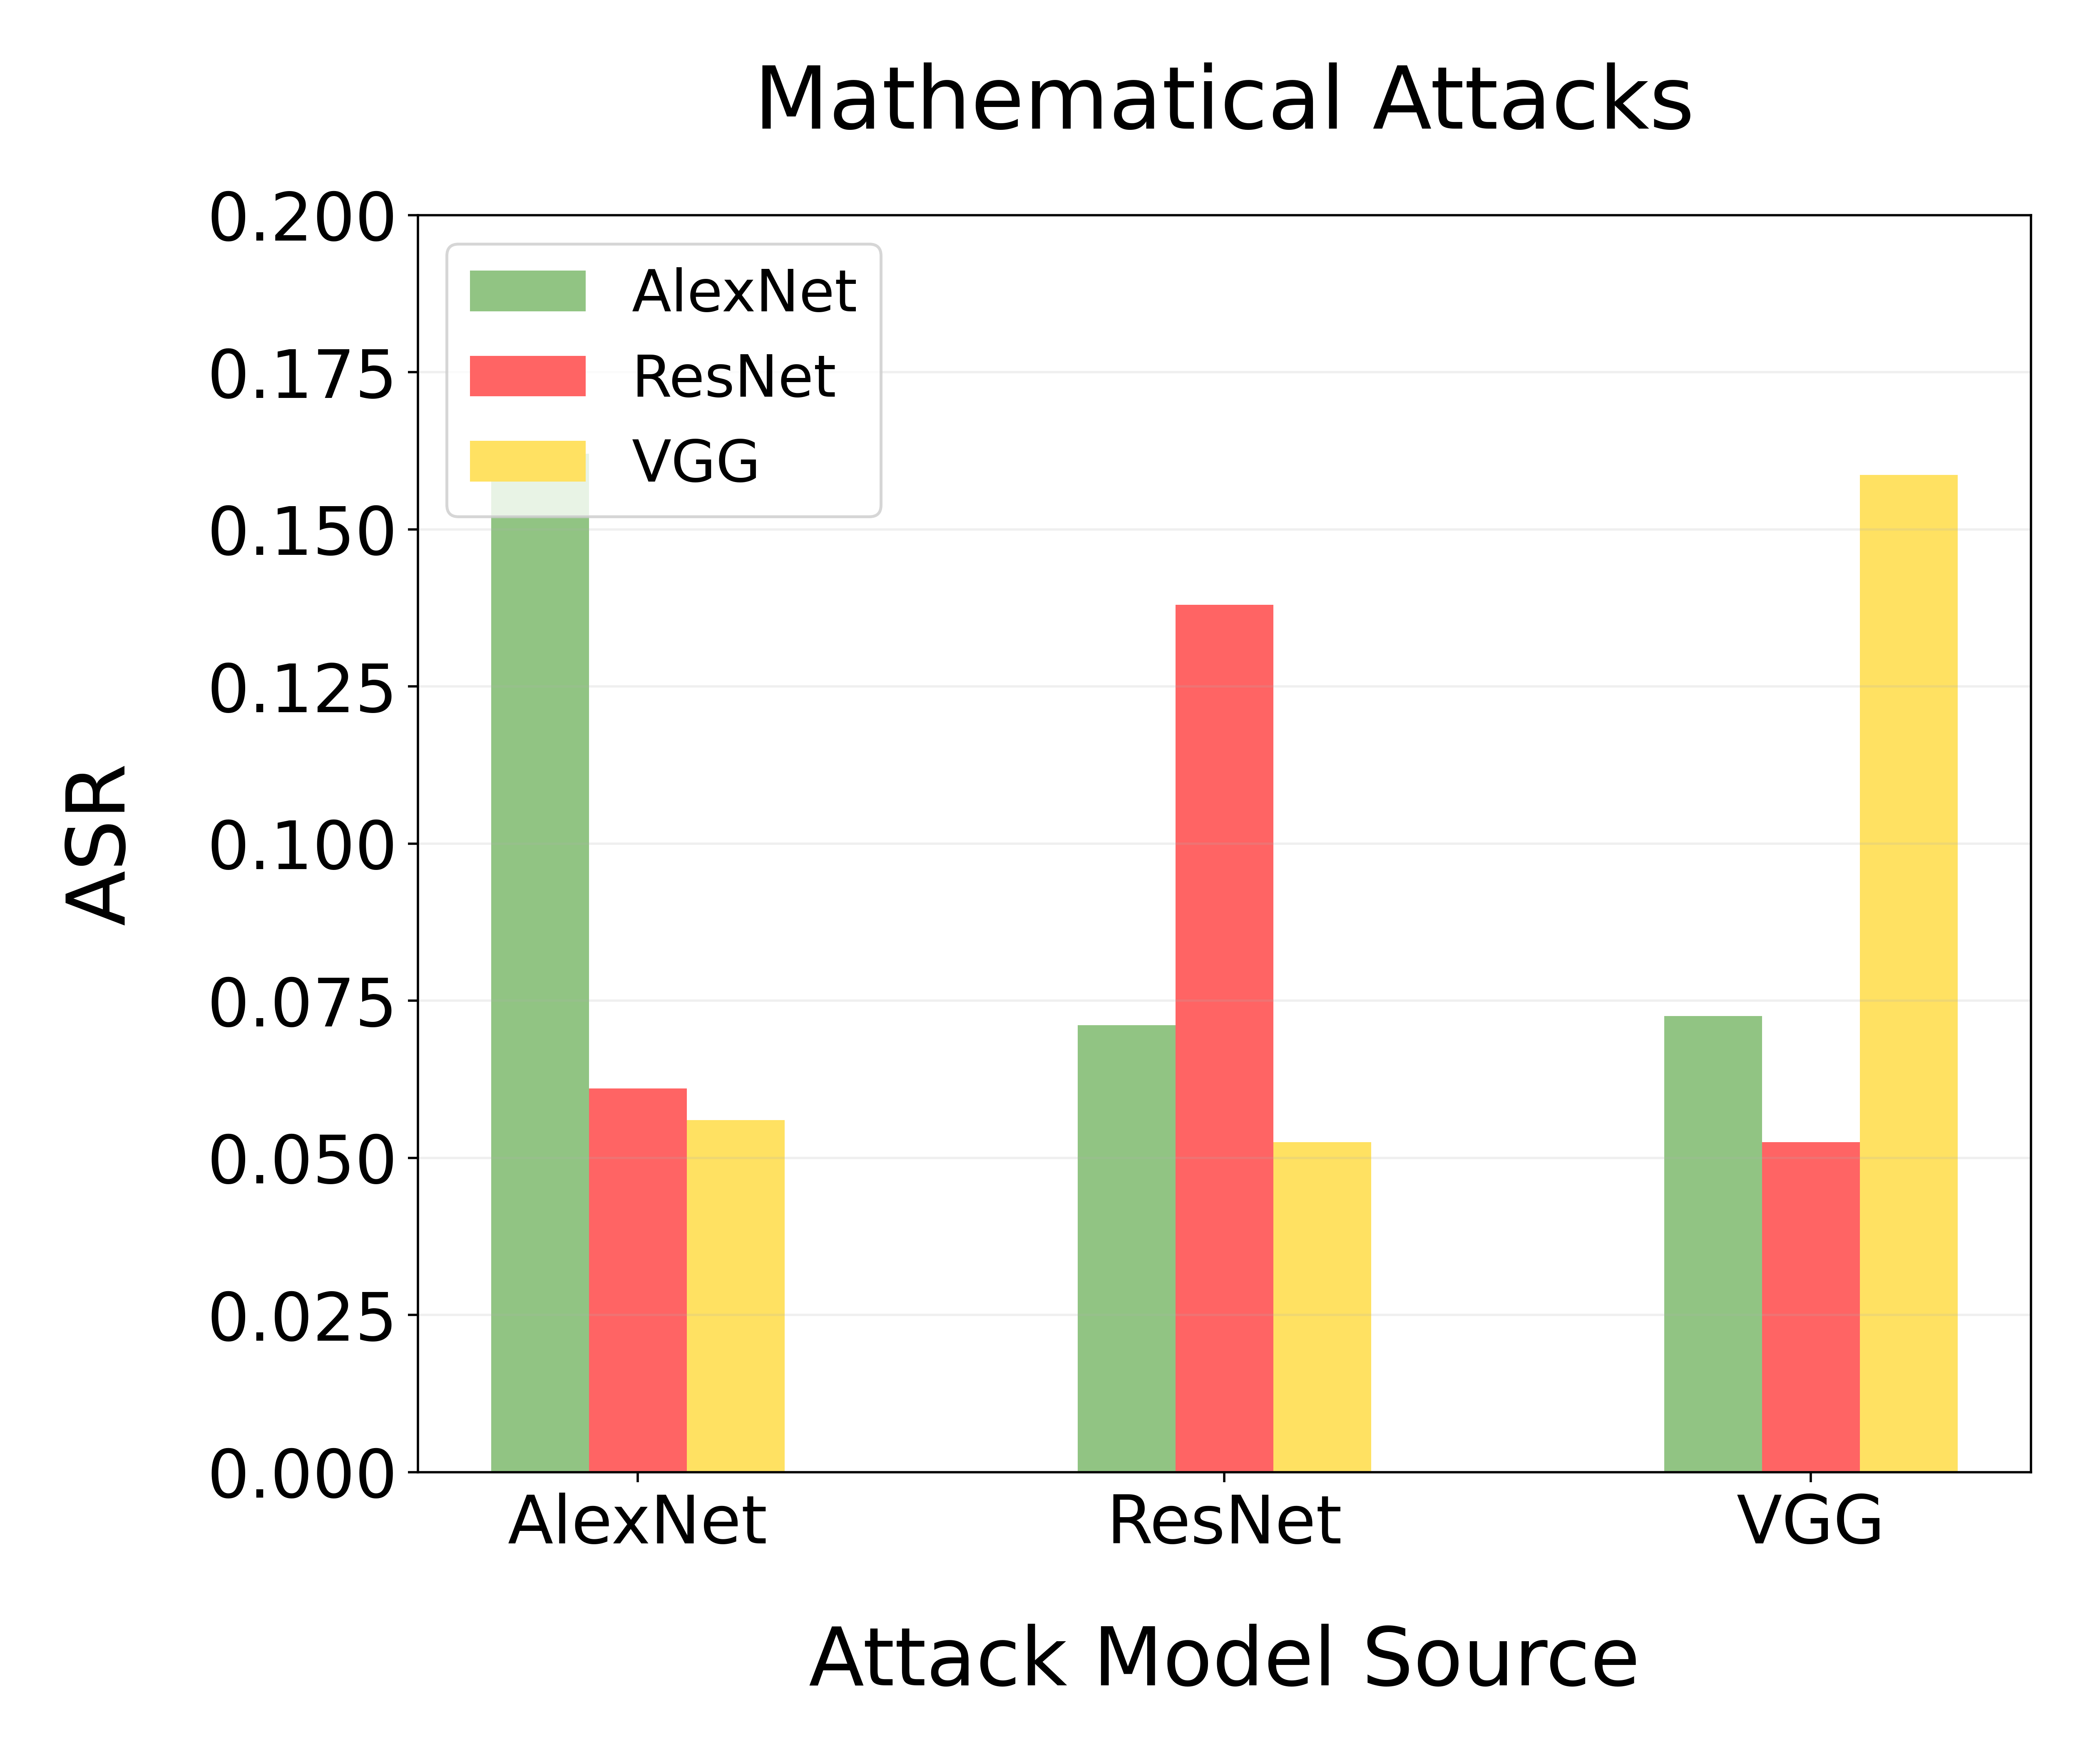 Mathematical Attacks
0.200
0.175
0.150
0.125
0.100
0.075
0.050
0.025
0.000
ASR
AlexNet
ResNet
VGG
AlexNet
ResNet
VGG
Attack Model Source